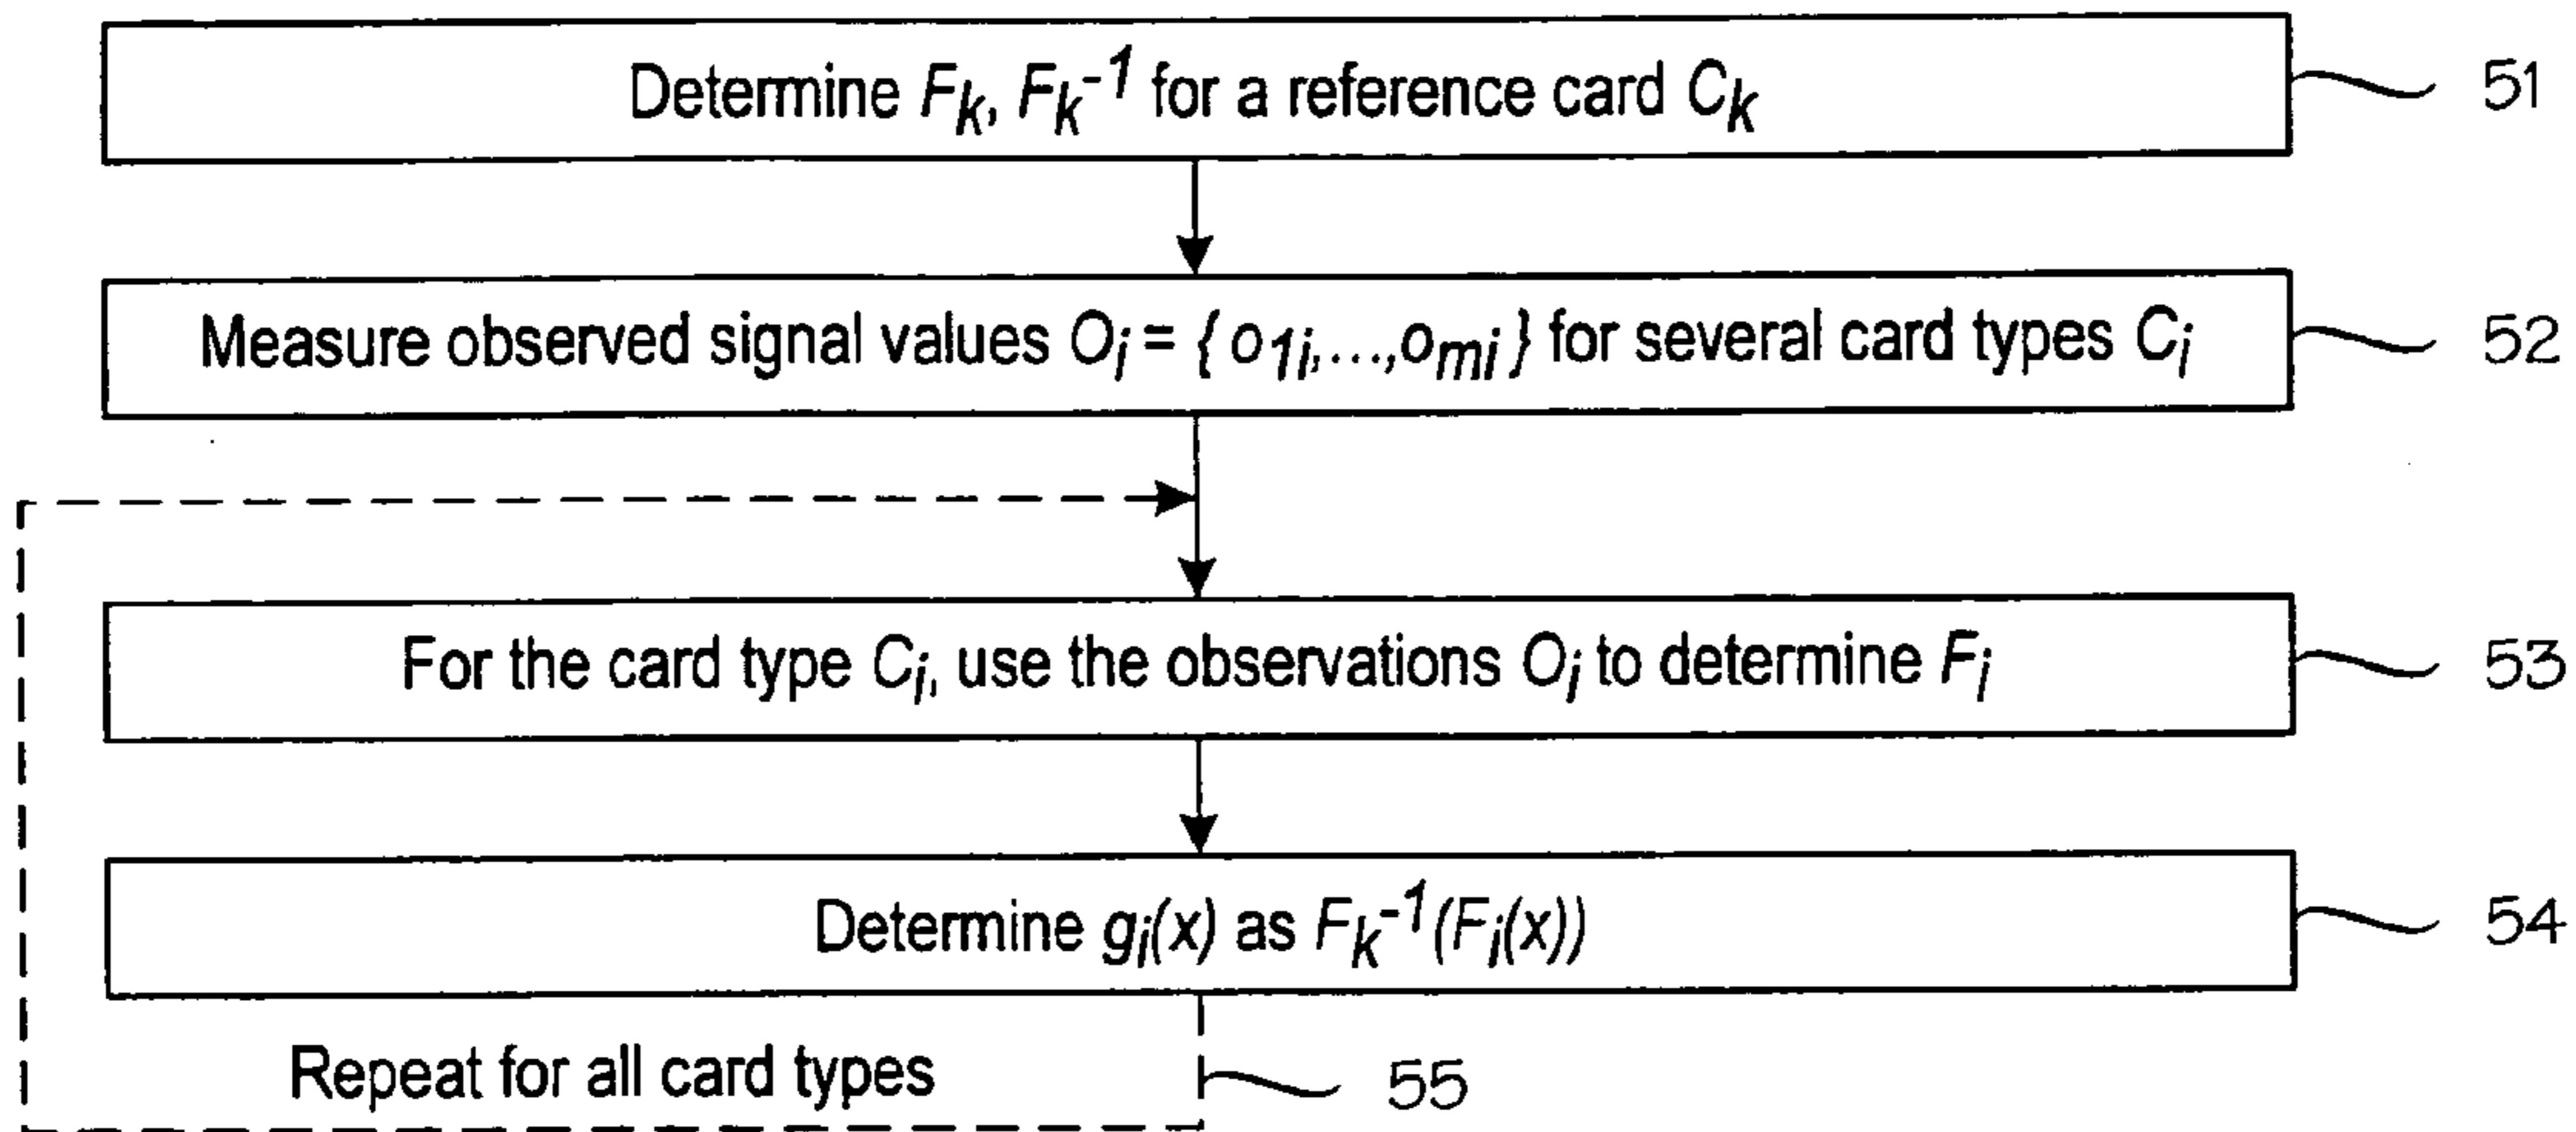 Determine Fk, Fk⁻¹ for a reference card Ck
51
Measure observed signal values Oi = { o1i,...,omi } for several card types Ci
52
For the card type Ci, use the observations Oi to determine Fi
53
Determine gi(x) as Fk⁻¹(Fi(x))
54
Repeat for all card types
55